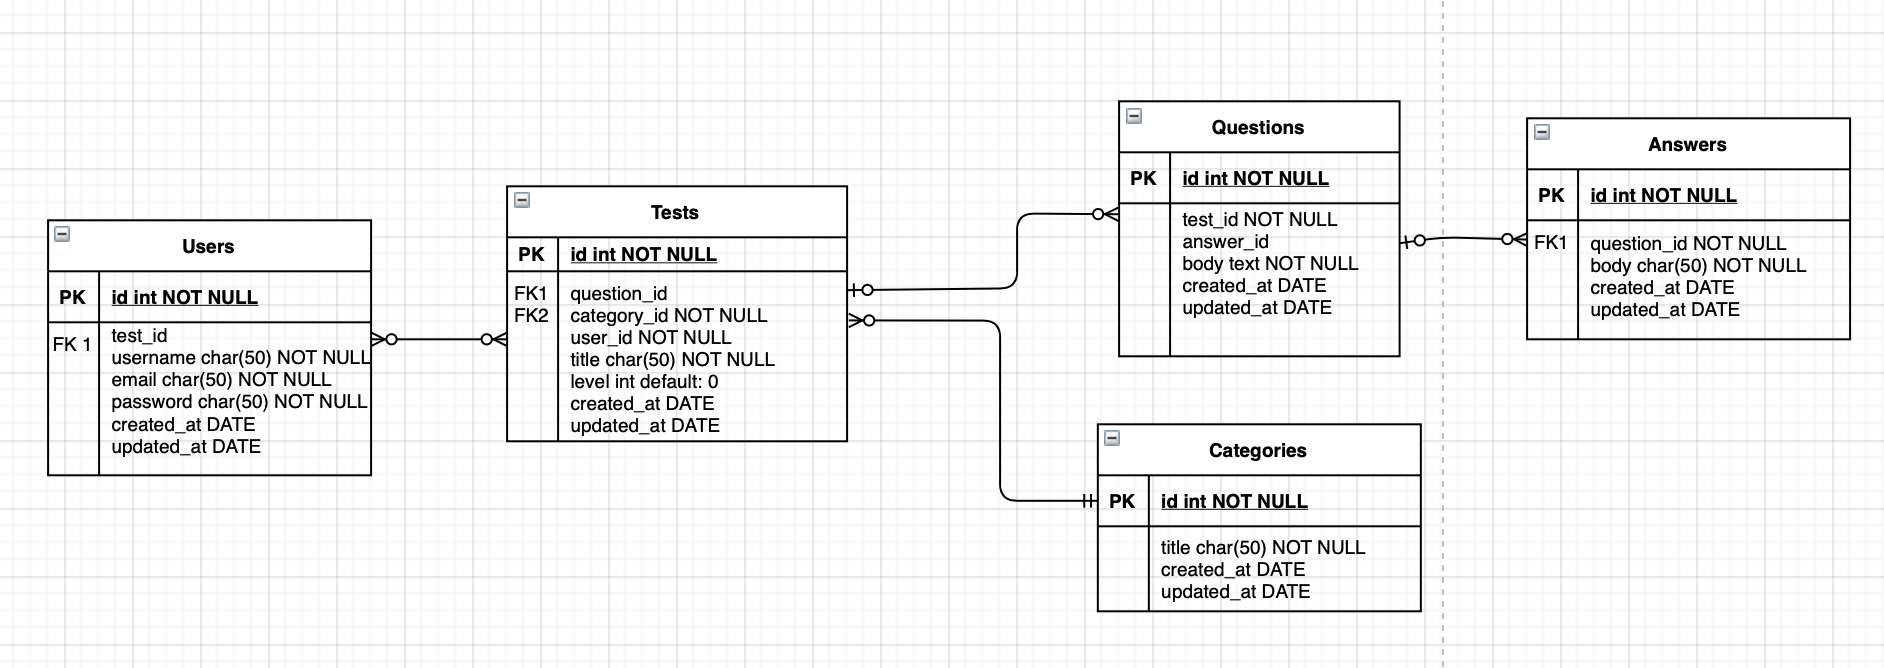 Users
PK id int NOT NULL
FK 1 test_id
username char(50) NOT NULL
email char(50) NOT NULL
password char(50) NOT NULL
created_at DATE
updated_at DATE
Tests
PK id int NOT NULL
FK1 question_id
FK2 category_id NOT NULL
user_id NOT NULL
title char(50) NOT NULL
level int default: 0
created_at DATE
updated_at DATE
Questions
PK id int NOT NULL
test_id NOT NULL
answer_id
body text NOT NULL
created_at DATE
updated_at DATE
Answers
PK id int NOT NULL
FK1 question_id NOT NULL
body char(50) NOT NULL
created_at DATE
updated_at DATE
Categories
PK id int NOT NULL
title char(50) NOT NULL
created_at DATE
updated_at DATE